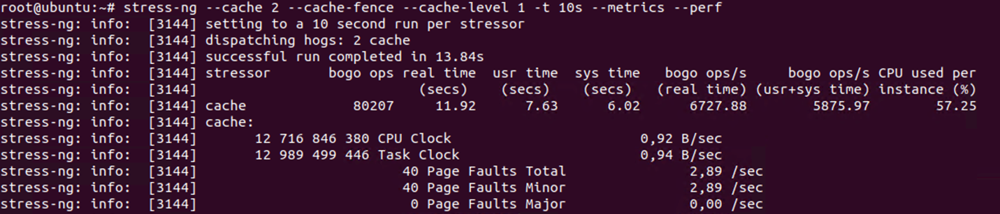 root@ubuntu:~# stress-ng --cache 2 --cache-fence --cache-level 1 -t 10s --metrics --perf
stress-ng: info:  [3144] setting to a 10 second run per stressor
stress-ng: info:  [3144] dispatching hogs: 2 cache
stress-ng: info:  [3144] successful run completed in 13.84s
stress-ng: info:  [3144] stressor       bogo ops real time  usr time  sys time   bogo ops/s     bogo ops/s CPU used per
stress-ng: info:  [3144]                           (secs)    (secs)    (secs)   (real time) (usr+sys time) instance (%)
stress-ng: info:  [3144] cache             80207     11.92      7.63      6.02      6727.88        5875.97        57.25
stress-ng: info:  [3144] cache:
stress-ng: info:  [3144]       12 716 846 380 CPU Clock                       0,92 B/sec
stress-ng: info:  [3144]       12 989 499 446 Task Clock                      0,94 B/sec
stress-ng: info:  [3144]                   40 Page Faults Total               2,89 /sec
stress-ng: info:  [3144]                   40 Page Faults Minor               2,89 /sec
stress-ng: info:  [3144]                    0 Page Faults Major               0,00 /sec